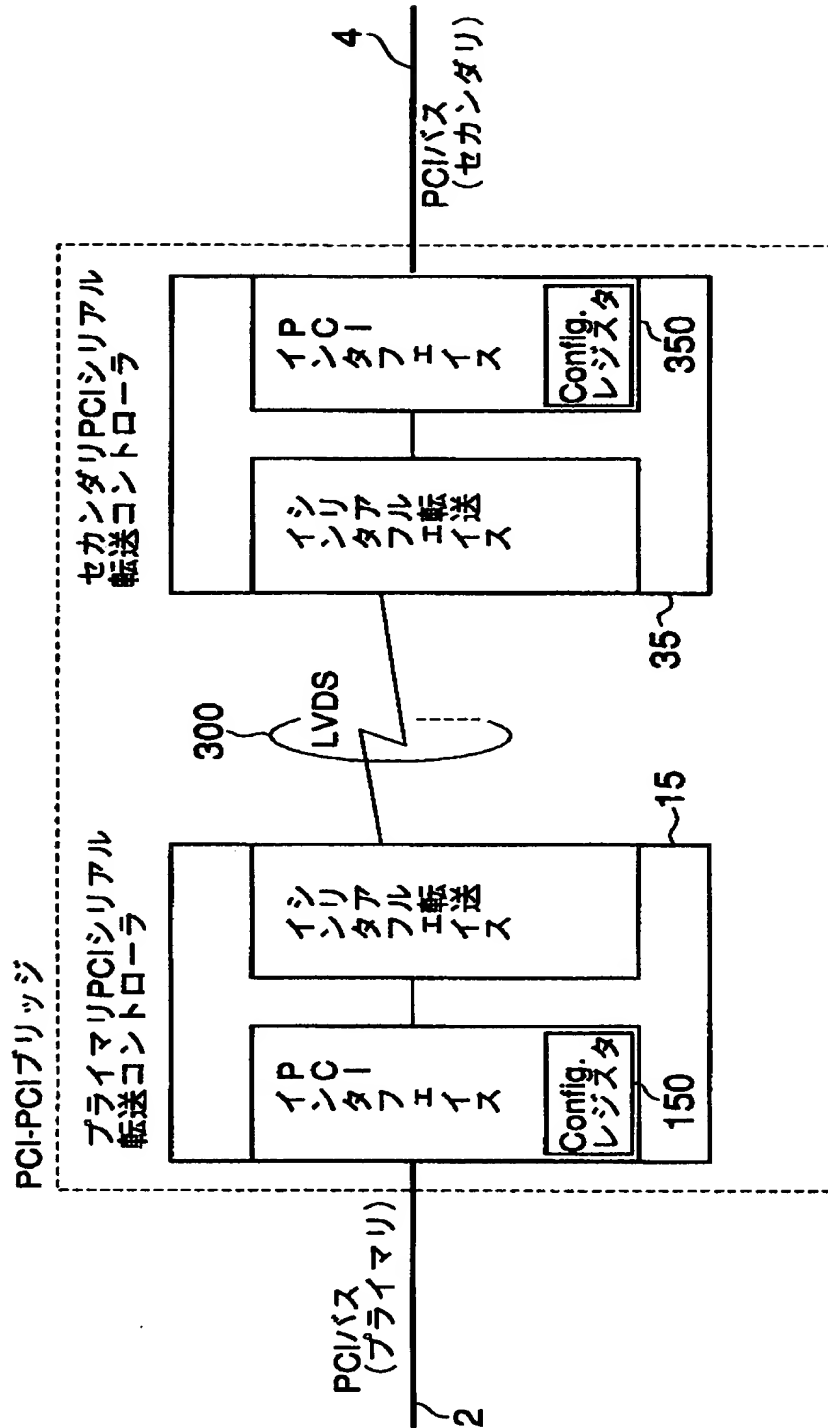 PCI-PCIブリッジ
プライマリPCIシリアル
転送コントローラ
セカンダリPCIシリアル
転送コントローラ
PCIバス
(プライマリ)
2
PCI
インタフェイス
Config.
レジスタ
150
シリアル転送
インタフェイス
15
300
LVDS
シリアル転送
インタフェイス
35
PCI
インタフェイス
Config.
レジスタ
350
PCIバス
(セカンダリ)
4